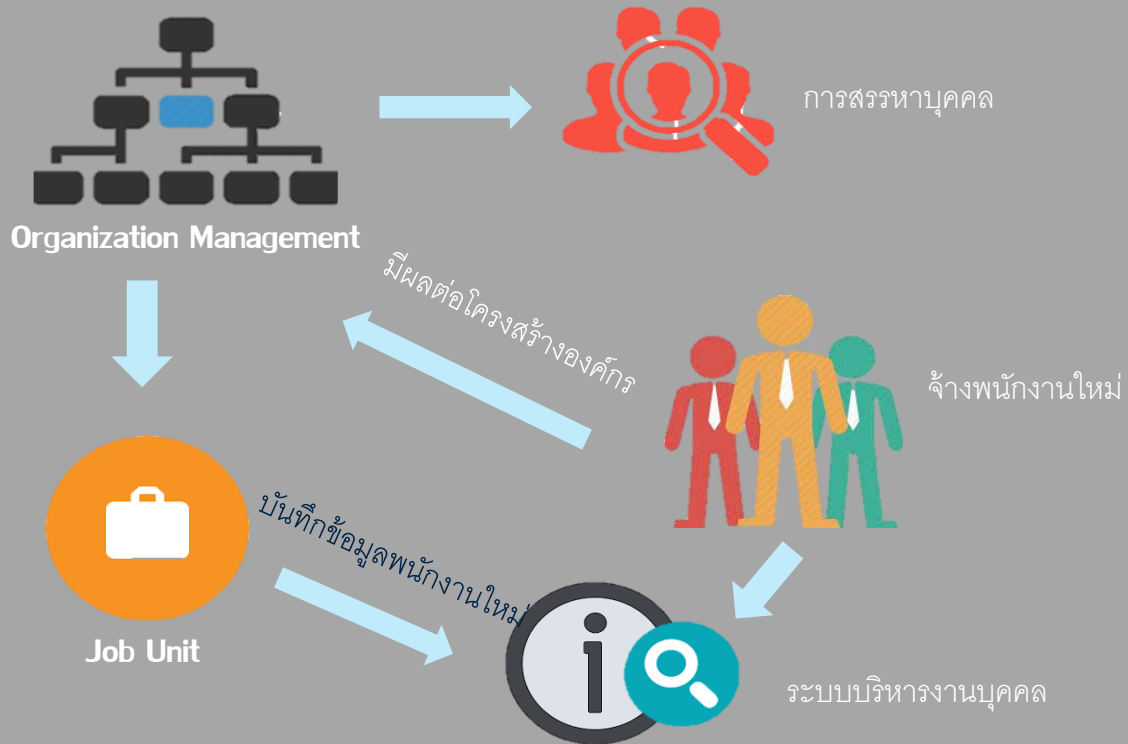 การสรรหาบุคคล
Organization Management
มีผลต่อโครงสร้างองค์กร
จ้างพนักงานใหม่
บันทึกข้อมูลพนักงานใหม่
Job Unit
ระบบบริหารงานบุคคล